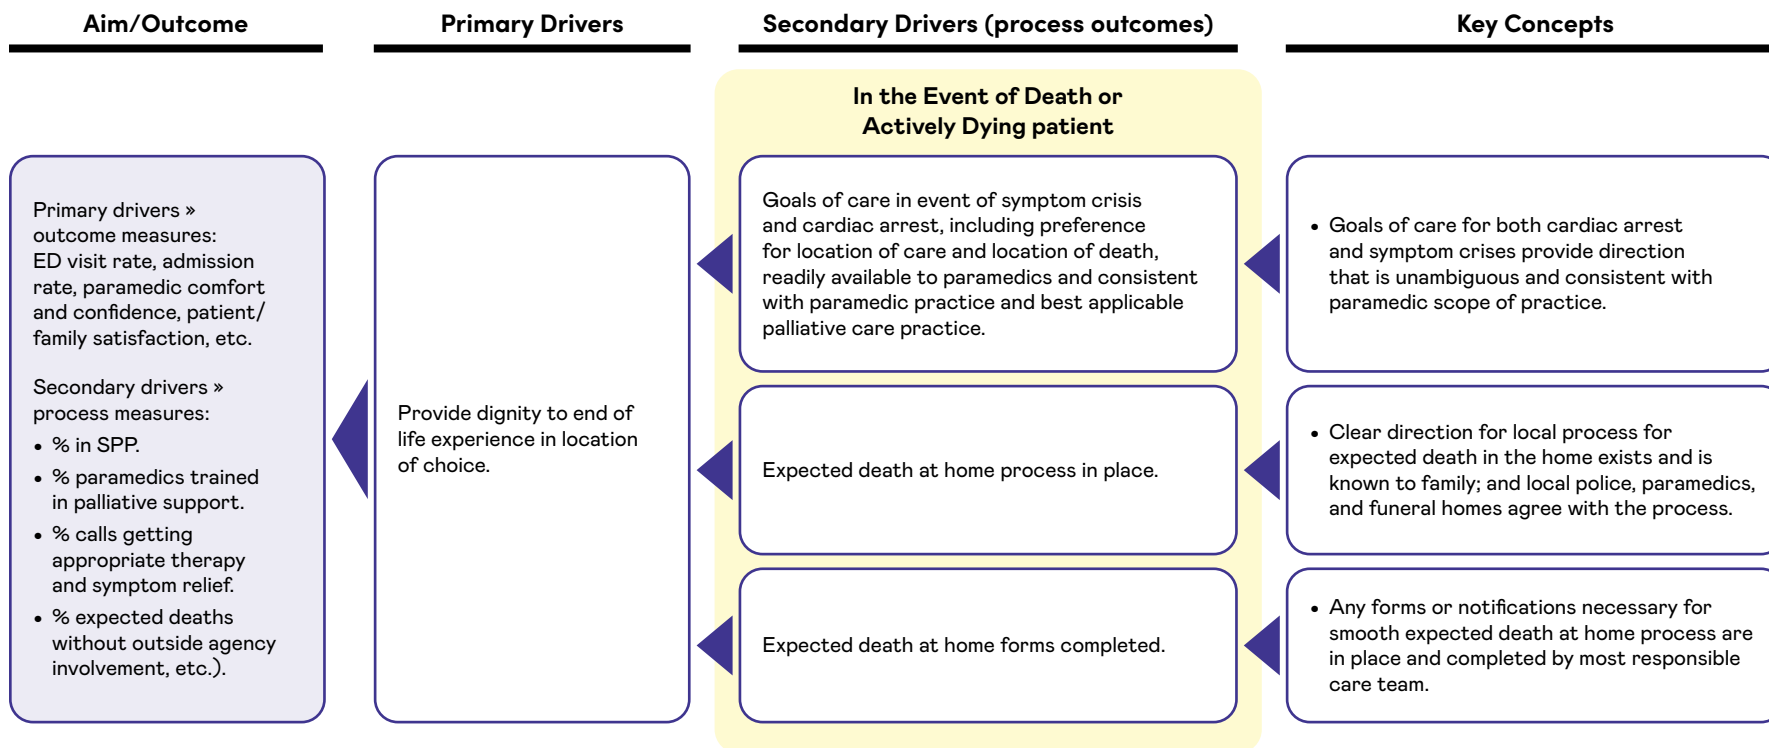 Aim/Outcome
Primary Drivers
Secondary Drivers (process outcomes)
Key Concepts
In the Event of Death or
Actively Dying patient
Primary drivers »
outcome measures:
ED visit rate, admission
rate, paramedic comfort
and confidence, patient/
family satisfaction, etc.
Secondary drivers »
process measures:
• % in SPP.
• % paramedics trained
in palliative support.
• % calls getting
appropriate therapy
and symptom relief.
• % expected deaths
without outside agency
involvement, etc.).
Provide dignity to end of
life experience in location
of choice.
Goals of care in event of symptom crisis
and cardiac arrest, including preference
for location of care and location of death,
readily available to paramedics and consistent
with paramedic practice and best applicable
palliative care practice.
• Goals of care for both cardiac arrest
and symptom crises provide direction
that is unambiguous and consistent with
paramedic scope of practice.
Expected death at home process in place.
• Clear direction for local process for
expected death in the home exists and is
known to family; and local police, paramedics,
and funeral homes agree with the process.
Expected death at home forms completed.
• Any forms or notifications necessary for
smooth expected death at home process are
in place and completed by most responsible
care team.